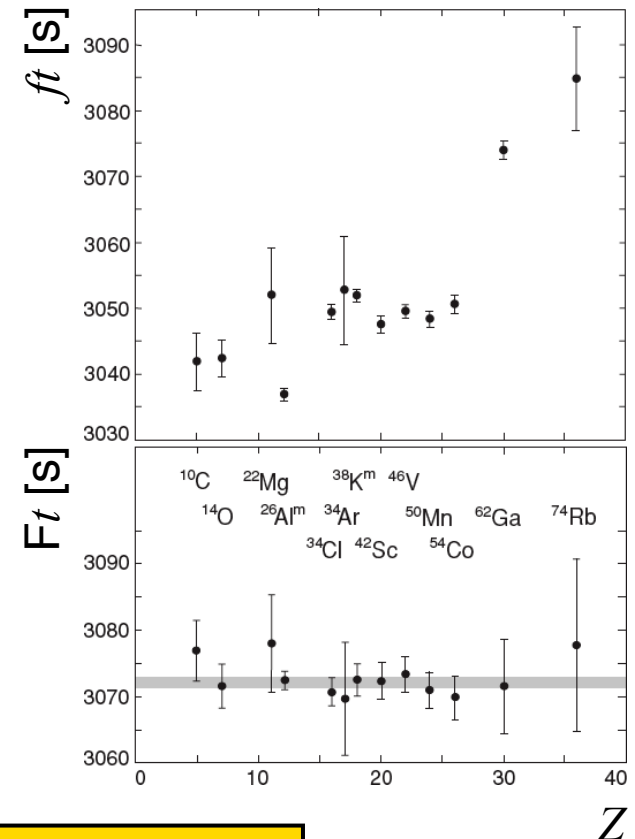 ft [s]
3090
3080
3070
3060
3050
3040
3030
Ft [s]
¹⁰C ²²Mg ³⁸Kᵐ ⁴⁶V
¹⁴O ²⁶Alᵐ ³⁴Ar ⁵⁰Mn ⁶²Ga ⁷⁴Rb
³⁴Cl ⁴²Sc ⁵⁴Co
3090
3080
3070
3060
0 10 20 30 40
Z